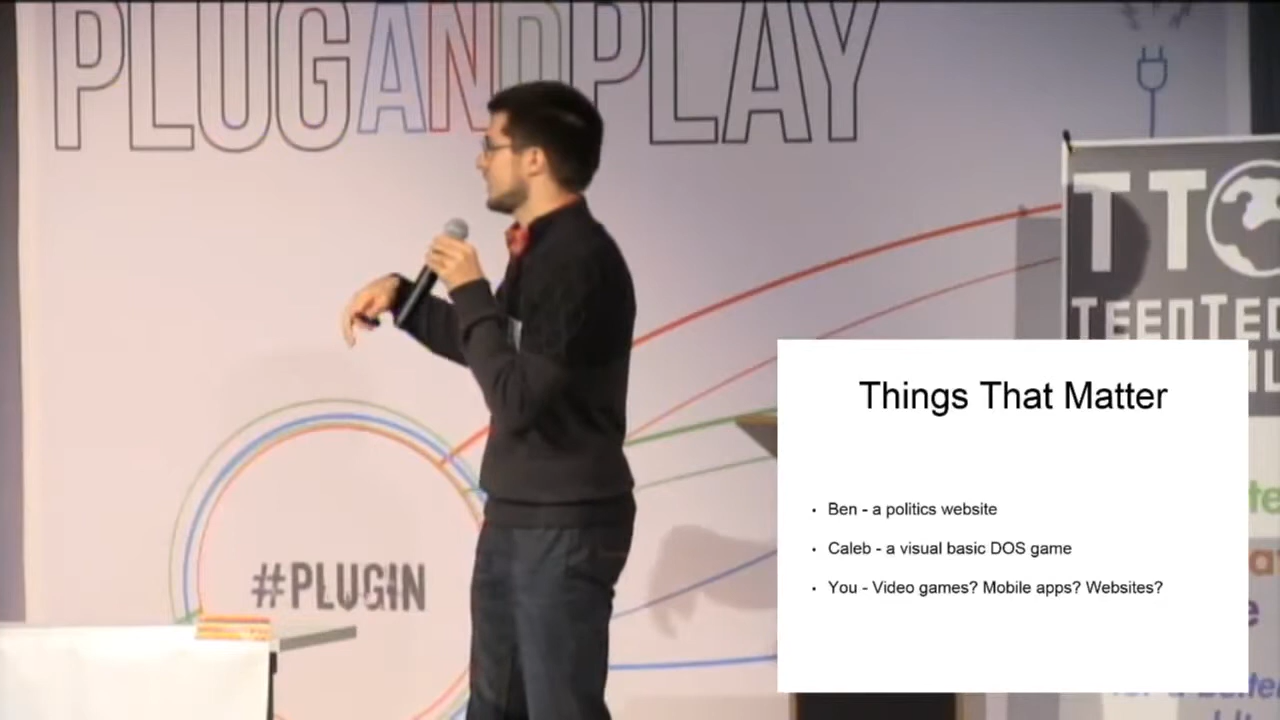 PLUGANDPLAY
TT
TEENTEC
#PLUGIN
Things That Matter
• Ben - a politics website
• Caleb - a visual basic DOS game
• You - Video games? Mobile apps? Websites?